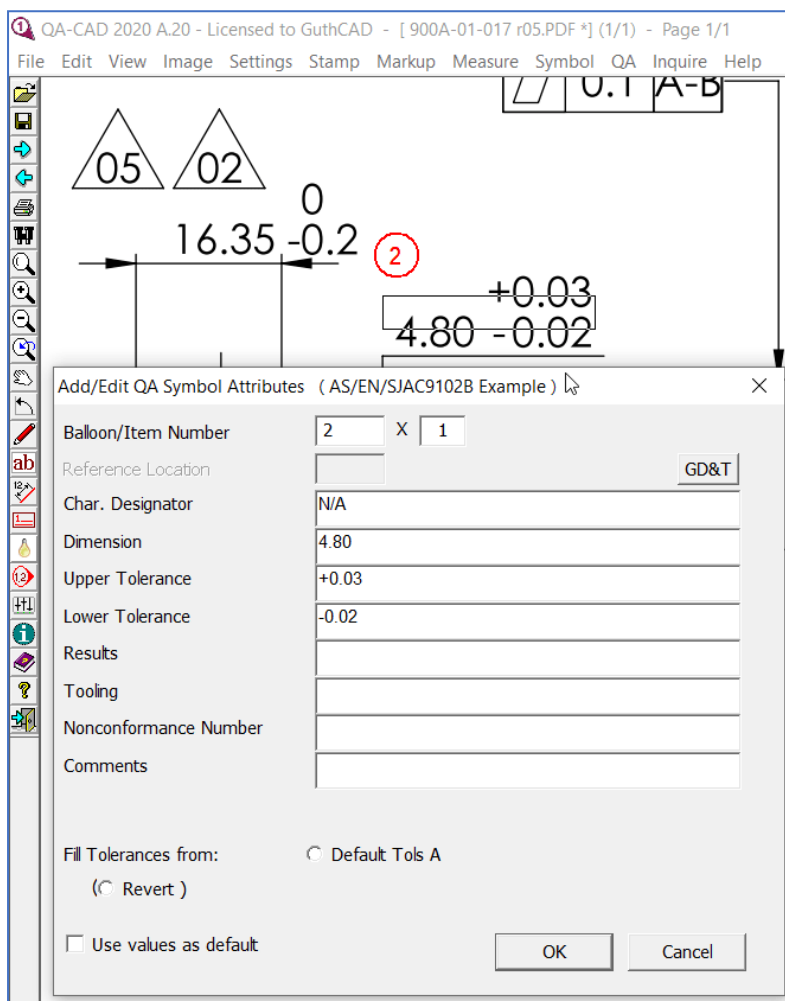 QA-CAD 2020 A.20 - Licensed to GuthCAD - [ 900A-01-017 r05.PDF *] (1/1) - Page 1/1
File Edit View Image Settings Stamp Markup Measure Symbol QA Inquire Help
0.1 A-B
05 02
0
16.35 -0.2
2
+0.03
4.80 -0.02
Add/Edit QA Symbol Attributes ( AS/EN/SJAC9102B Example )
Balloon/Item Number 2 X 1
Reference Location GD&T
Char. Designator N/A
Dimension 4.80
Upper Tolerance +0.03
Lower Tolerance -0.02
Results
Tooling
Nonconformance Number
Comments
Fill Tolerances from: Default Tols A
( Revert )
Use values as default OK Cancel
ab